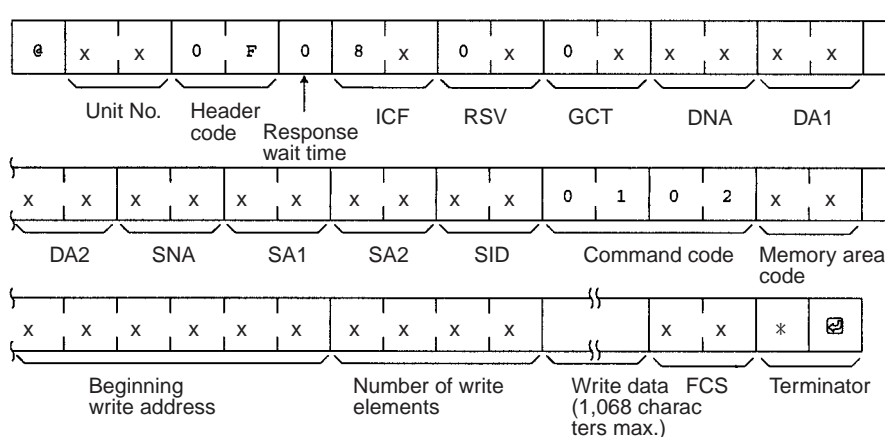 @ x x 0 F 0 8 x 0 x 0 x x x x x
Unit No. Header code Response wait time ICF RSV GCT DNA DA1
x x x x x x x x x x 0 1 0 2 x x
DA2 SNA SA1 SA2 SID Command code Memory area code
x x x x x x x x x x x x * ↵
Beginning write address Number of write elements Write data (1,068 charac ters max.) FCS Terminator